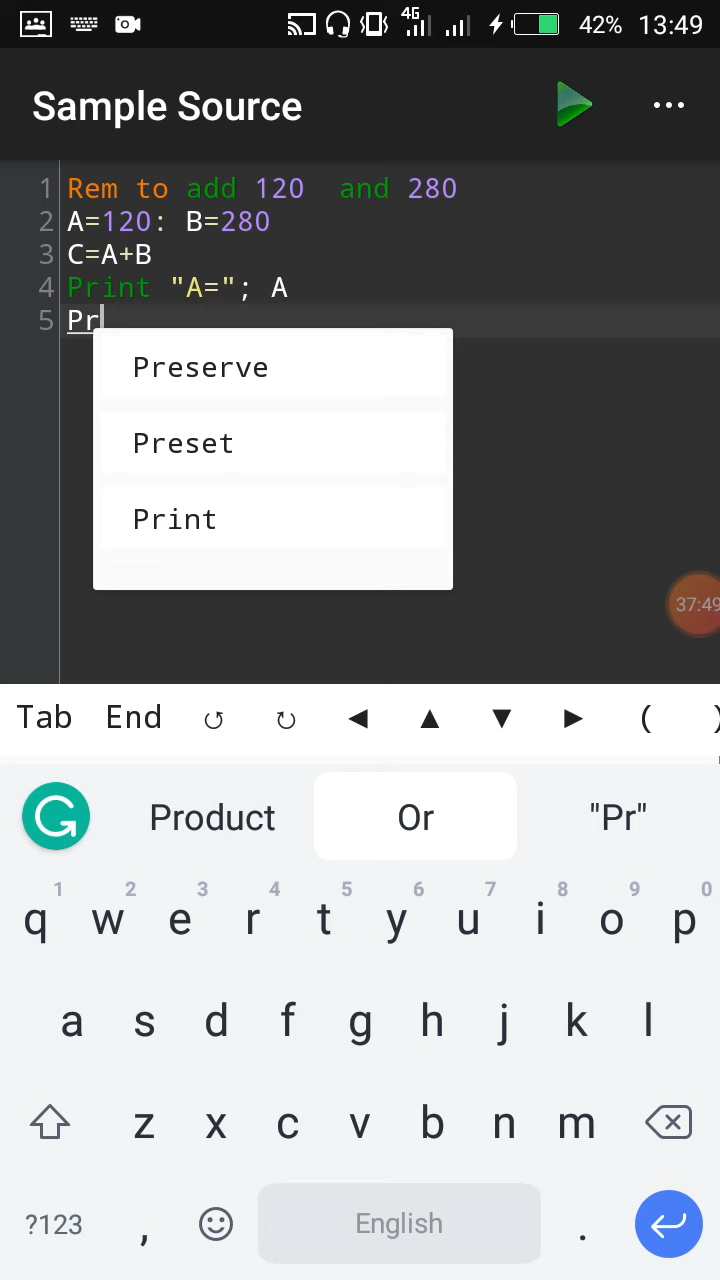 4G 42% 13:49
Sample Source ...
1 Rem to add 120  and 280
2 A=120: B=280
3 C=A+B
4 Print "A="; A
5 Pr
Preserve
Preset
Print
37:49
Tab End ↺ ↻ ◀ ▲ ▼ ▶ ( )
G Product Or "Pr"
1 2 3 4 5 6 7 8 9 0
q w e r t y u i o p
a s d f g h j k l
z x c v b n m
?123 , English .